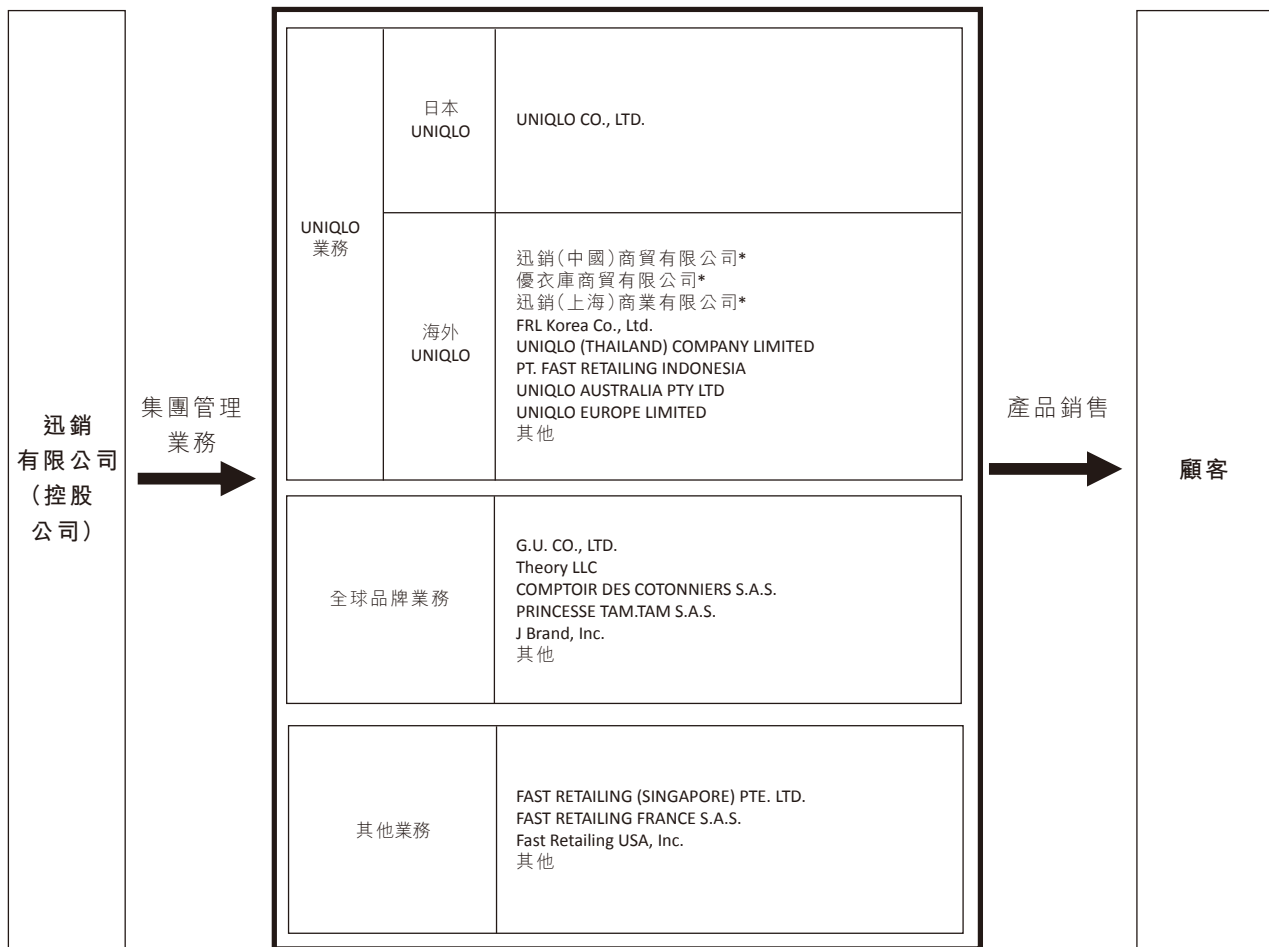 迅銷
有限公司
（控股
公司）
集團管理
業務
UNIQLO
業務
日本
UNIQLO
UNIQLO CO., LTD.
海外
UNIQLO
迅銷（中國）商貿有限公司*
優衣庫商貿有限公司*
迅銷（上海）商業有限公司*
FRL Korea Co., Ltd.
UNIQLO (THAILAND) COMPANY LIMITED
PT. FAST RETAILING INDONESIA
UNIQLO AUSTRALIA PTY LTD
UNIQLO EUROPE LIMITED
其他
全球品牌業務
G.U. CO., LTD.
Theory LLC
COMPTOIR DES COTONNIERS S.A.S.
PRINCESSE TAM.TAM S.A.S.
J Brand, Inc.
其他
其他業務
FAST RETAILING (SINGAPORE) PTE. LTD.
FAST RETAILING FRANCE S.A.S.
Fast Retailing USA, Inc.
其他
產品銷售
顧客